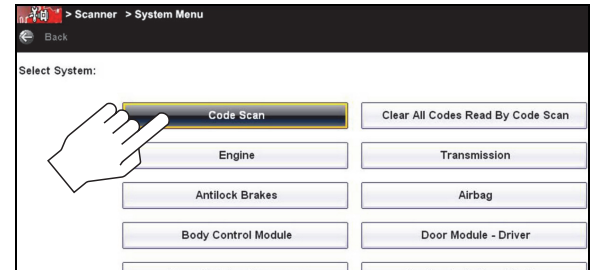 > Scanner > System Menu
Back
Select System:
Code Scan
Clear All Codes Read By Code Scan
Engine
Transmission
Antilock Brakes
Airbag
Body Control Module
Door Module - Driver